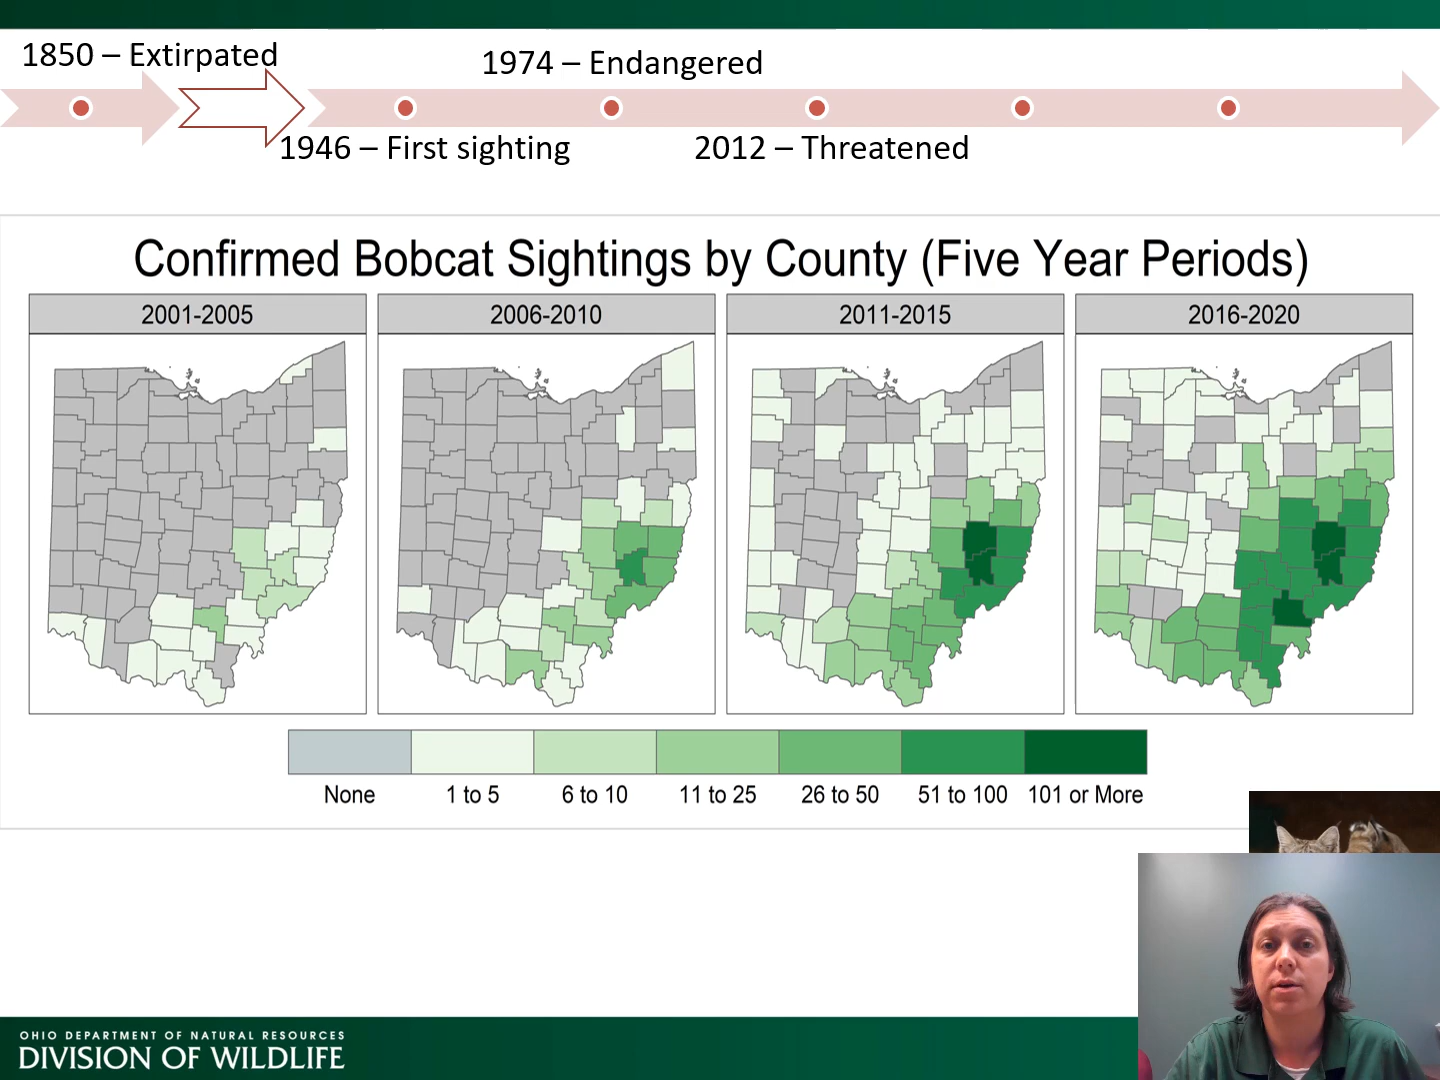 1850 – Extirpated
1974 – Endangered
1946 – First sighting
2012 – Threatened
Confirmed Bobcat Sightings by County (Five Year Periods)
2001-2005
2006-2010
2011-2015
2016-2020
None
1 to 5
6 to 10
11 to 25
26 to 50
51 to 100
101 or More
OHIO DEPARTMENT OF NATURAL RESOURCES
DIVISION OF WILDLIFE